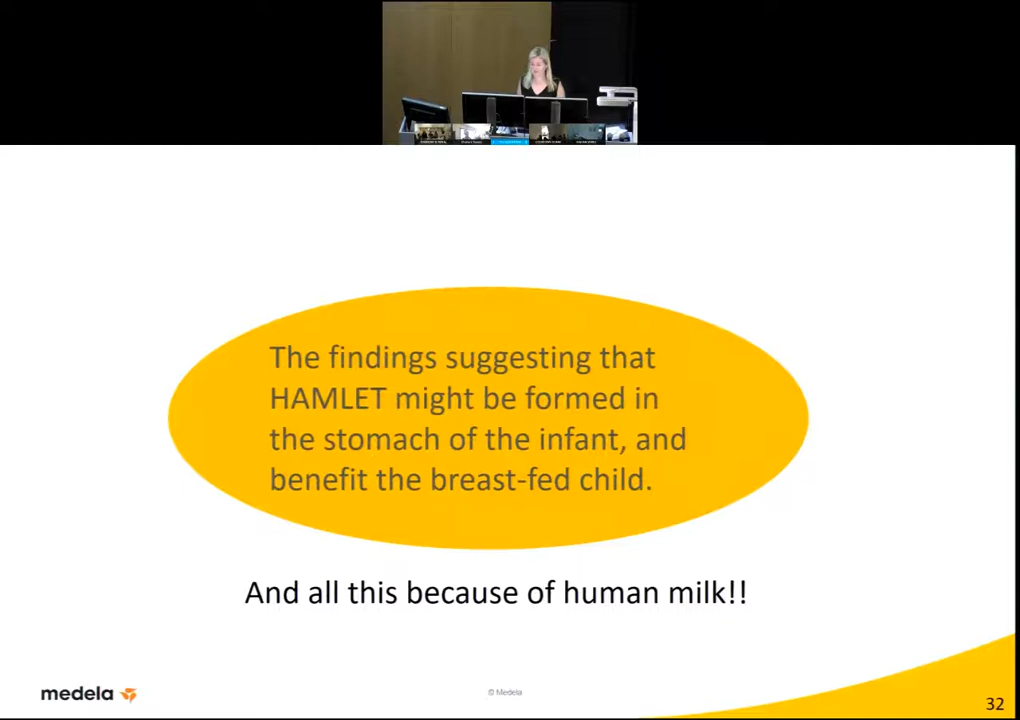 The findings suggesting that
HAMLET might be formed in
the stomach of the infant, and
benefit the breast-fed child.
And all this because of human milk!!
medela
© Medela
32